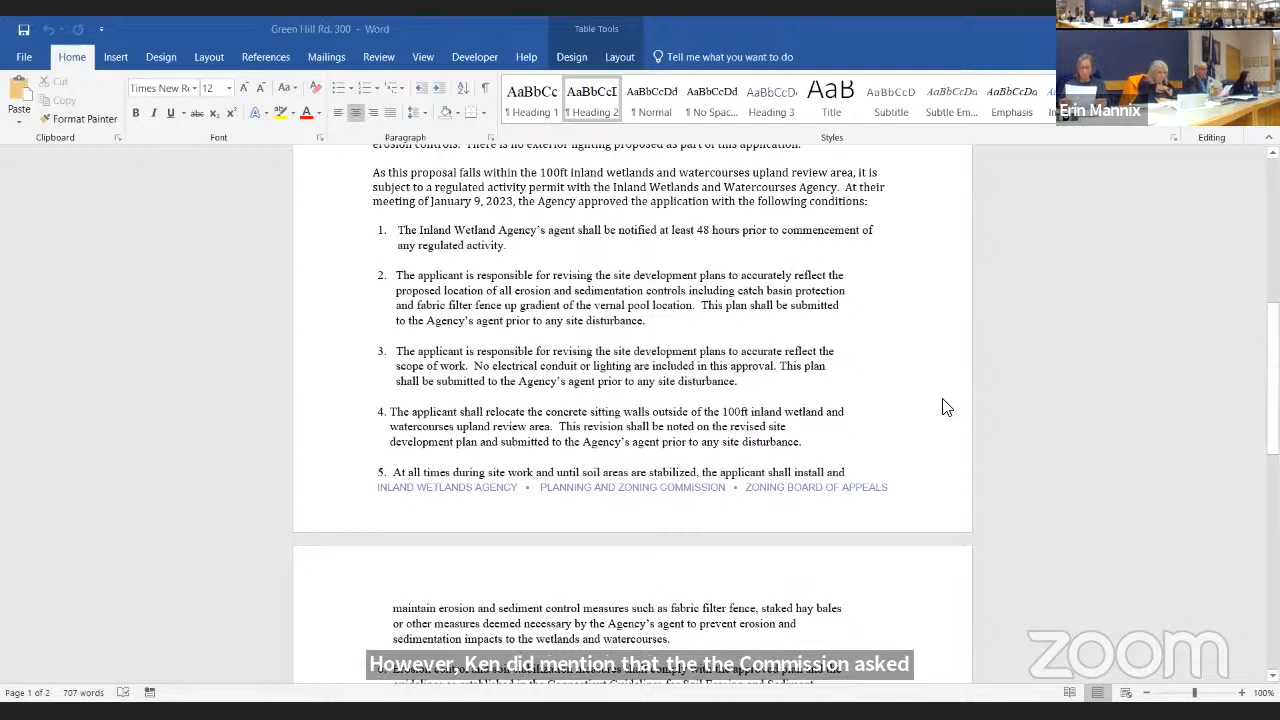 Green Hill Rd. 300 - Word
Table Tools
File Home Insert Design Layout References Mailings Review View Developer Help Design Layout Tell me what you want to do
Paste
Cut
Copy
Format Painter
Times New Ro 12
AaBbCc AaBbCcI AaBbCcDd AaBbCcDd AaBbCcD AaB AaBbCcD AaBbCcDd AaBbCcDd
¶ Heading 1 ¶ Heading 2 ¶ Normal ¶ No Spac... Heading 3 Title Subtitle Subtle Em... Emphasis
Clipboard Font Paragraph Styles Editing
Erin Mannix
erosion controls. There is no exterior lighting proposed as part of this application.
As this proposal falls within the 100ft inland wetlands and watercourses upland review area, it is
subject to a regulated activity permit with the Inland Wetlands and Watercourses Agency. At their
meeting of January 9, 2023, the Agency approved the application with the following conditions:
1. The Inland Wetland Agency's agent shall be notified at least 48 hours prior to commencement of
any regulated activity.
2. The applicant is responsible for revising the site development plans to accurately reflect the
proposed location of all erosion and sedimentation controls including catch basin protection
and fabric filter fence up gradient of the vernal pool location. This plan shall be submitted
to the Agency's agent prior to any site disturbance.
3. The applicant is responsible for revising the site development plans to accurate reflect the
scope of work. No electrical conduit or lighting are included in this approval. This plan
shall be submitted to the Agency's agent prior to any site disturbance.
4. The applicant shall relocate the concrete sitting walls outside of the 100ft inland wetland and
watercourses upland review area. This revision shall be noted on the revised site
development plan and submitted to the Agency's agent prior to any site disturbance.
5. At all times during site work and until soil areas are stabilized, the applicant shall install and
INLAND WETLANDS AGENCY ▪ PLANNING AND ZONING COMMISSION ▪ ZONING BOARD OF APPEALS
maintain erosion and sediment control measures such as fabric filter fence, staked hay bales
or other measures deemed necessary by the Agency's agent to prevent erosion and
sedimentation impacts to the wetlands and watercourses.
However, Ken did mention that the the Commission asked
zoom
Page 1 of 2 707 words
100%